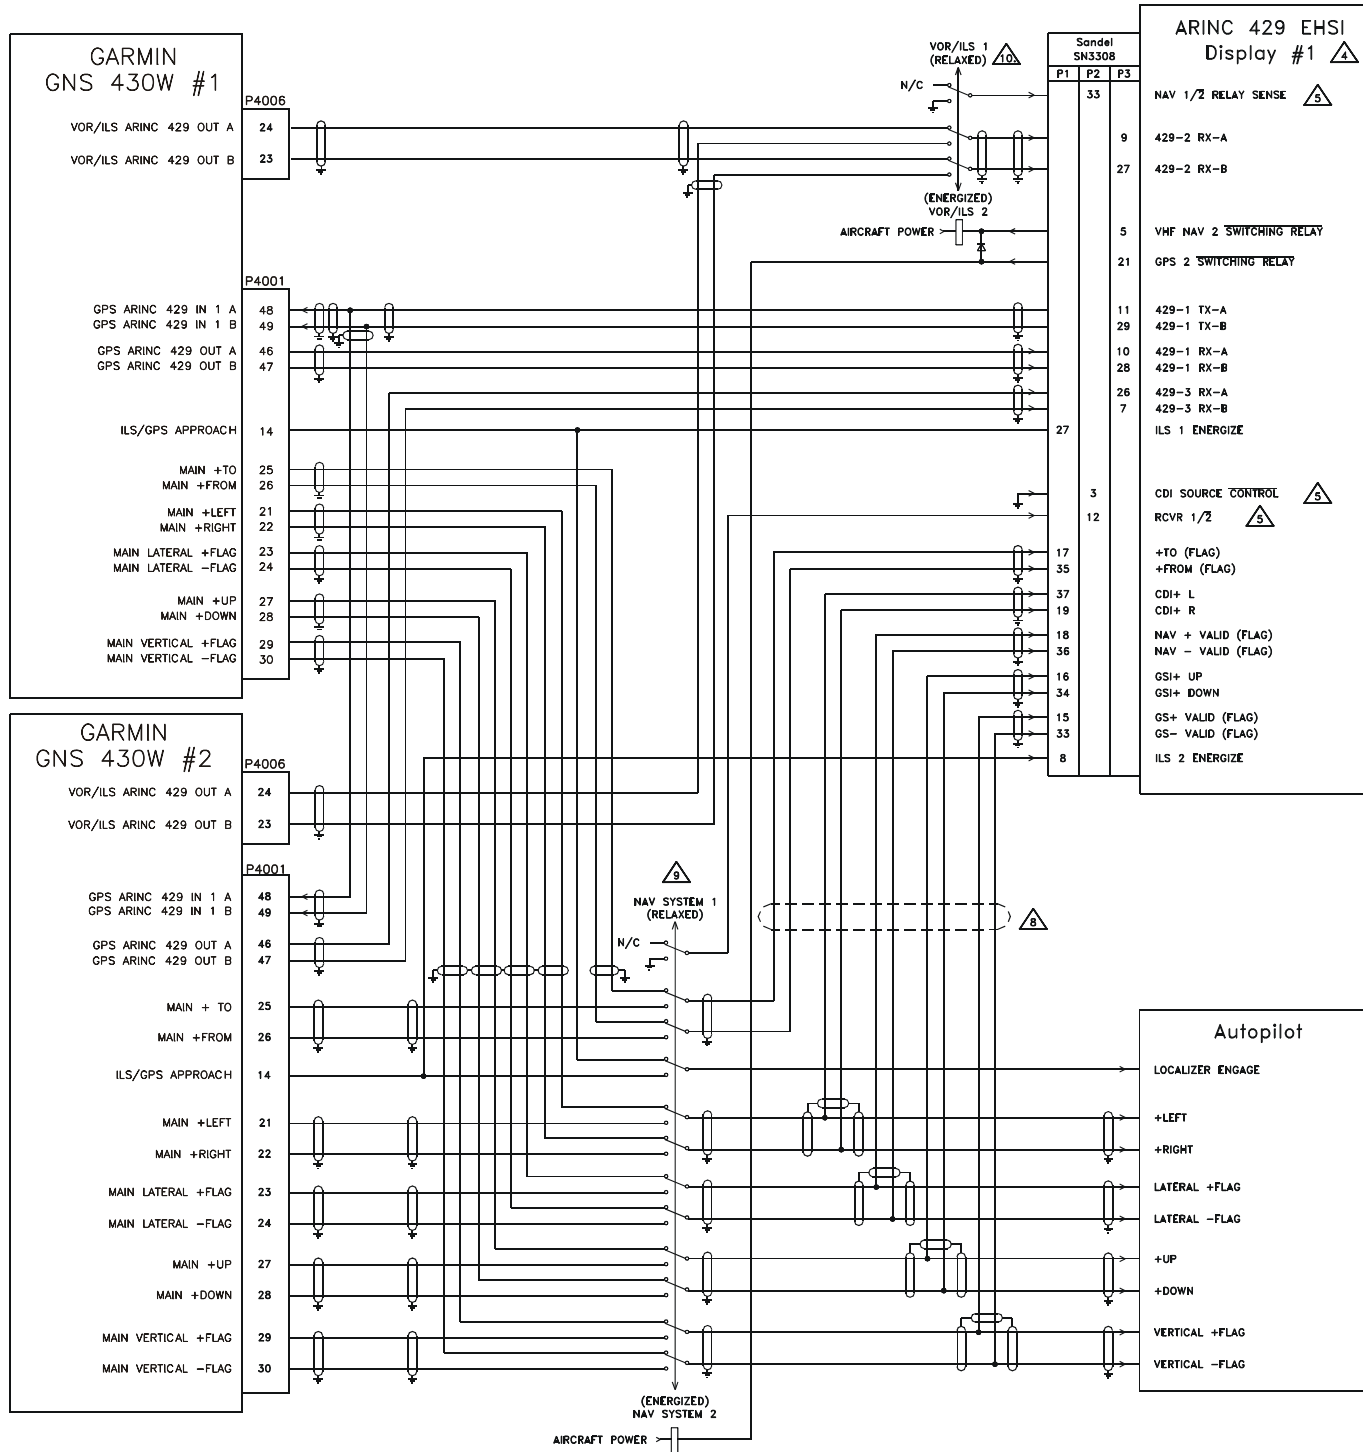 GARMIN
GNS 430W #1
P4006
VOR/ILS ARINC 429 OUT A 24
VOR/ILS ARINC 429 OUT B 23
P4001
GPS ARINC 429 IN 1 A 48
GPS ARINC 429 IN 1 B 49
GPS ARINC 429 OUT A 46
GPS ARINC 429 OUT B 47
ILS/GPS APPROACH 14
MAIN +TO 25
MAIN +FROM 26
MAIN +LEFT 21
MAIN +RIGHT 22
MAIN LATERAL +FLAG 23
MAIN LATERAL -FLAG 24
MAIN +UP 27
MAIN +DOWN 28
MAIN VERTICAL +FLAG 29
MAIN VERTICAL -FLAG 30
GARMIN
GNS 430W #2
P4006
VOR/ILS ARINC 429 OUT A 24
VOR/ILS ARINC 429 OUT B 23
P4001
GPS ARINC 429 IN 1 A 48
GPS ARINC 429 IN 1 B 49
GPS ARINC 429 OUT A 46
GPS ARINC 429 OUT B 47
MAIN + TO 25
MAIN +FROM 26
ILS/GPS APPROACH 14
MAIN +LEFT 21
MAIN +RIGHT 22
MAIN LATERAL +FLAG 23
MAIN LATERAL -FLAG 24
MAIN +UP 27
MAIN +DOWN 28
MAIN VERTICAL +FLAG 29
MAIN VERTICAL -FLAG 30
VOR/ILS 1
(RELAXED) 10.
N/C
(ENERGIZED)
VOR/ILS 2
AIRCRAFT POWER
9
NAV SYSTEM 1
(RELAXED)
N/C
(ENERGIZED)
NAV SYSTEM 2
AIRCRAFT POWER
8
ARINC 429 EHSI
Display #1 4
Sandel
SN3308
P1 P2 P3
33 NAV 1/2 RELAY SENSE 5
9 429-2 RX-A
27 429-2 RX-B
5 VHF NAV 2 SWITCHING RELAY
21 GPS 2 SWITCHING RELAY
11 429-1 TX-A
29 429-1 TX-B
10 429-1 RX-A
28 429-1 RX-B
26 429-3 RX-A
7 429-3 RX-B
27 ILS 1 ENERGIZE
3 CDI SOURCE CONTROL 5
12 RCVR 1/2 5
17 +TO (FLAG)
35 +FROM (FLAG)
37 CDI+ L
19 CDI+ R
18 NAV + VALID (FLAG)
36 NAV - VALID (FLAG)
16 GSI+ UP
34 GSI+ DOWN
15 GS+ VALID (FLAG)
33 GS- VALID (FLAG)
8 ILS 2 ENERGIZE
Autopilot
LOCALIZER ENGAGE
+LEFT
+RIGHT
LATERAL +FLAG
LATERAL -FLAG
+UP
+DOWN
VERTICAL +FLAG
VERTICAL -FLAG